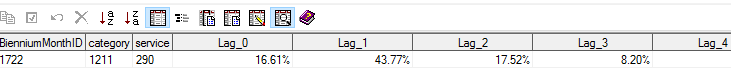 BienniumMonthID category service Lag_0 Lag_1 Lag_2 Lag_3 Lag_4
1722 1211 290 16.61% 43.77% 17.52% 8.20%